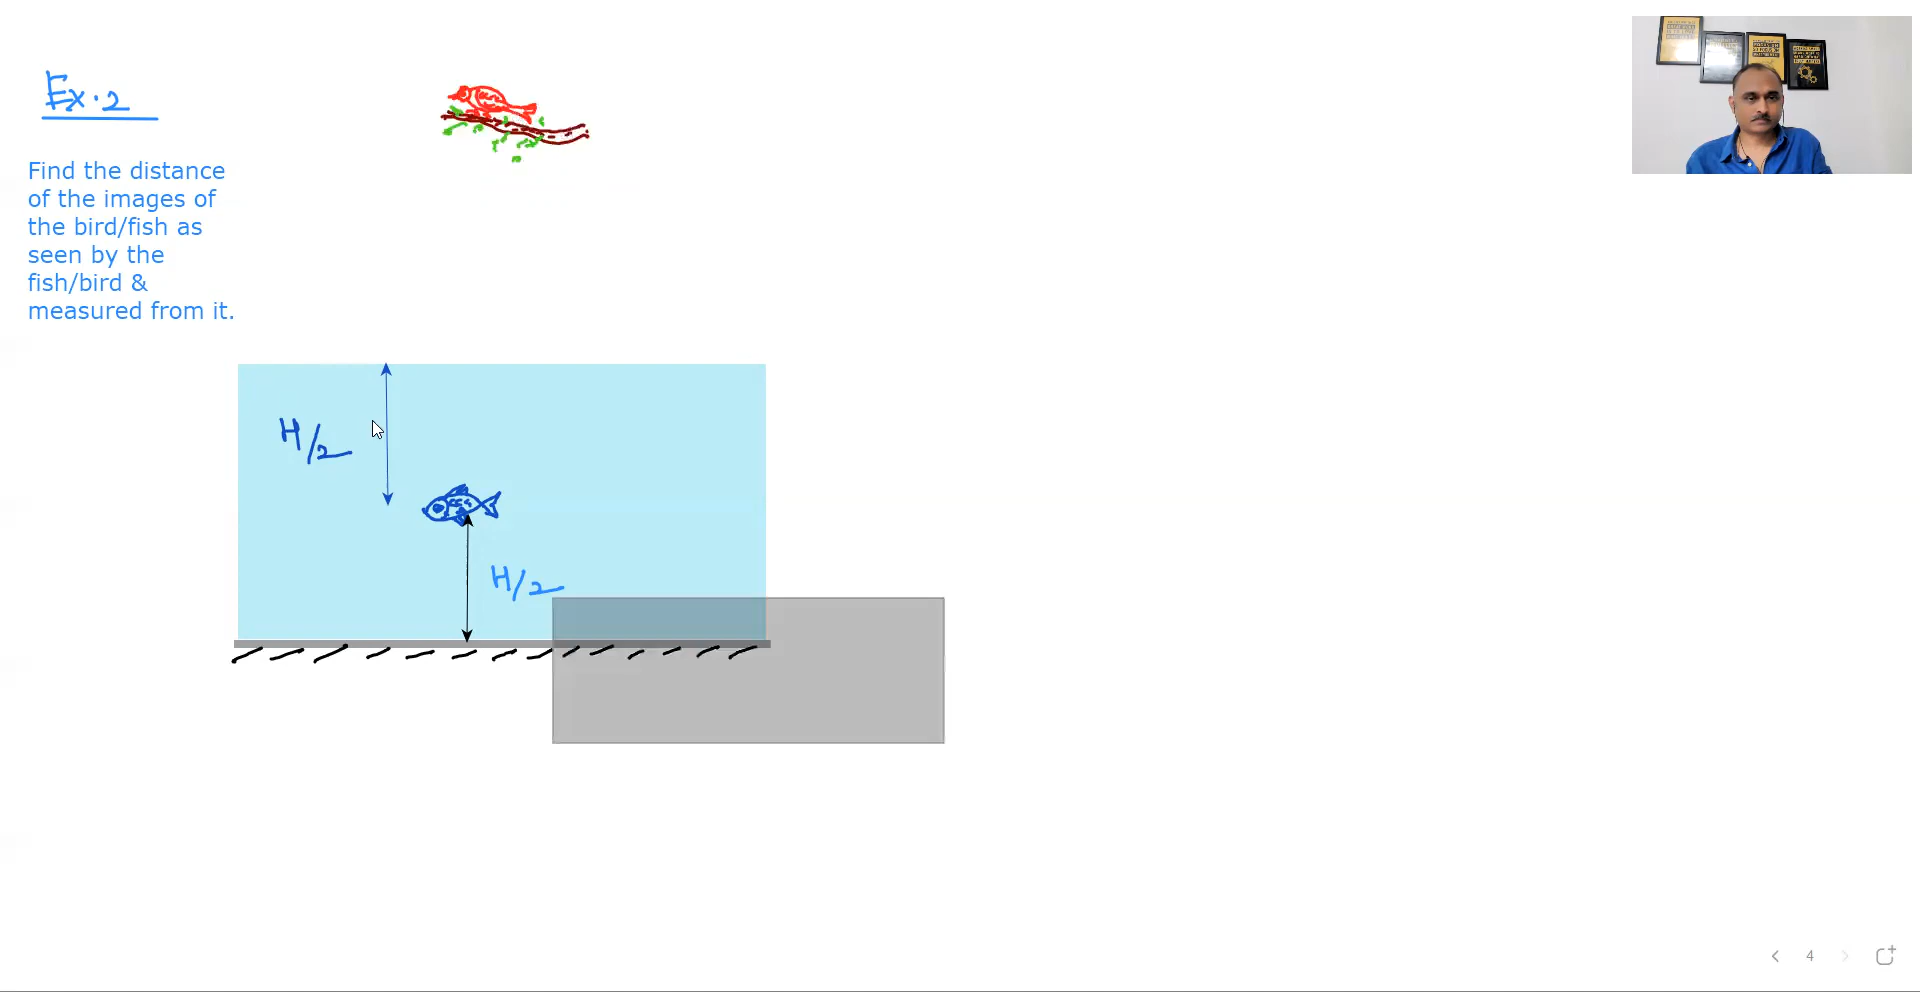 Ex. 2
Find the distance
of the images of
the bird/fish as
seen by the
fish/bird &
measured from it.
H/2
H/2
4